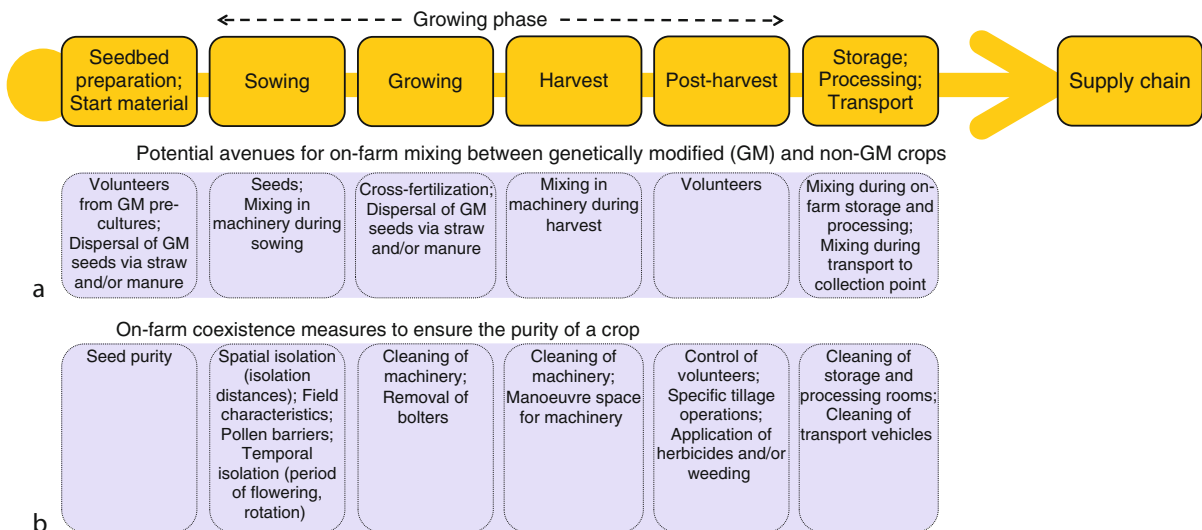 Growing phase
Seedbed
preparation;
Start material
Sowing
Growing
Harvest
Post-harvest
Storage;
Processing;
Transport
Supply chain
Potential avenues for on-farm mixing between genetically modified (GM) and non-GM crops
Volunteers
from GM pre-
cultures;
Dispersal of GM
seeds via straw
and/or manure
Seeds;
Mixing in
machinery during
sowing
Cross-fertilization;
Dispersal of GM
seeds via straw
and/or manure
Mixing in
machinery during
harvest
Volunteers
Mixing during on-
farm storage and
processing;
Mixing during
transport to
collection point
a
On-farm coexistence measures to ensure the purity of a crop
Seed purity
Spatial isolation
(isolation
distances); Field
characteristics;
Pollen barriers;
Temporal
isolation (period
of flowering,
rotation)
Cleaning of
machinery;
Removal of
bolters
Cleaning of
machinery;
Manoeuvre space
for machinery
Control of
volunteers;
Specific tillage
operations;
Application of
herbicides and/or
weeding
Cleaning of
storage and
processing rooms;
Cleaning of
transport vehicles
b